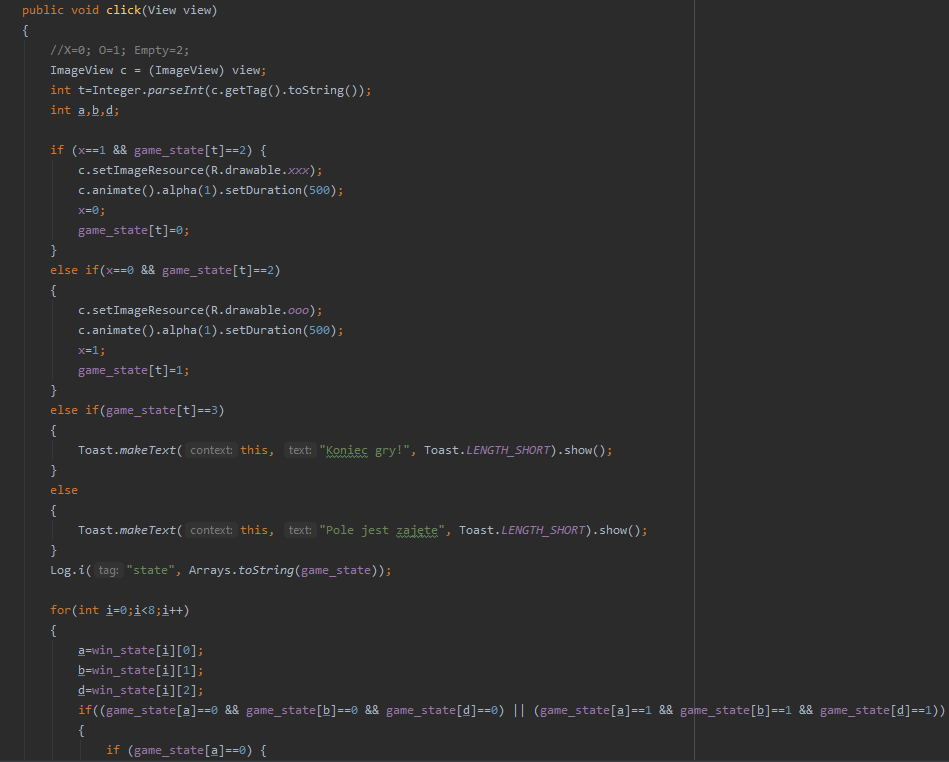 public void click(View view)
{
//X=0; O=1; Empty=2;
ImageView c = (ImageView) view;
int t=Integer.parseInt(c.getTag().toString());
int a,b,d;
if (x==1 && game_state[t]==2) {
c.setImageResource(R.drawable.xxx);
c.animate().alpha(1).setDuration(500);
x=0;
game_state[t]=0;
}
else if(x==0 && game_state[t]==2)
{
c.setImageResource(R.drawable.ooo);
c.animate().alpha(1).setDuration(500);
x=1;
game_state[t]=1;
}
else if(game_state[t]==3)
{
Toast.makeText( context: this, text: "Koniec gry!", Toast.LENGTH_SHORT).show();
}
else
{
Toast.makeText( context: this, text: "Pole jest zajęte", Toast.LENGTH_SHORT).show();
}
Log.i( tag: "state", Arrays.toString(game_state));
for(int i=0;i<8;i++)
{
a=win_state[i][0];
b=win_state[i][1];
d=win_state[i][2];
if((game_state[a]==0 && game_state[b]==0 && game_state[d]==0) || (game_state[a]==1 && game_state[b]==1 && game_state[d]==1))
{
if (game_state[a]==0) {